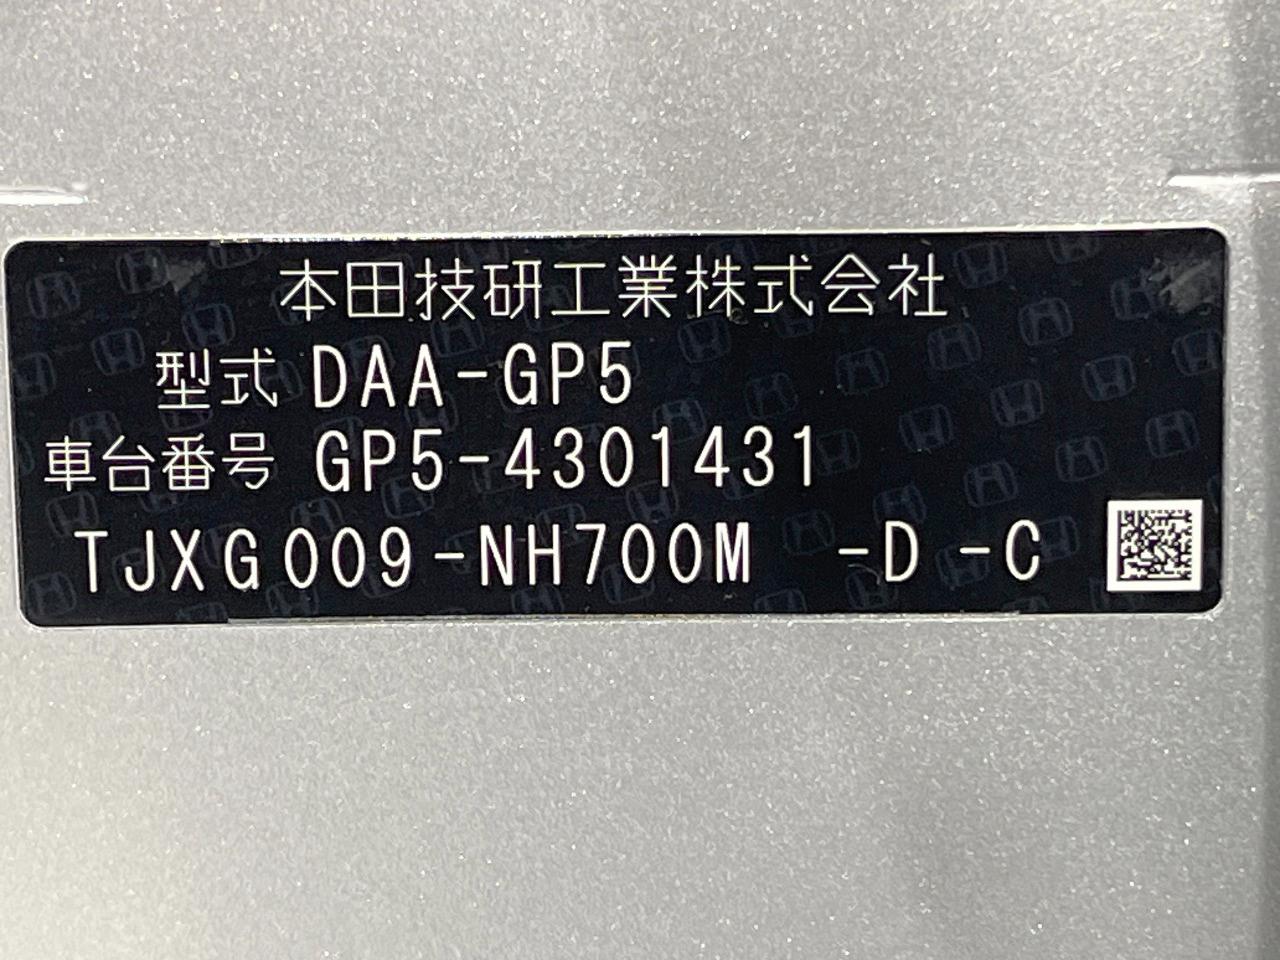 本田技研工業株式会社
型式 DAA-GP5
車台番号 GP5-4301431
TJXG009-NH700M -D -C